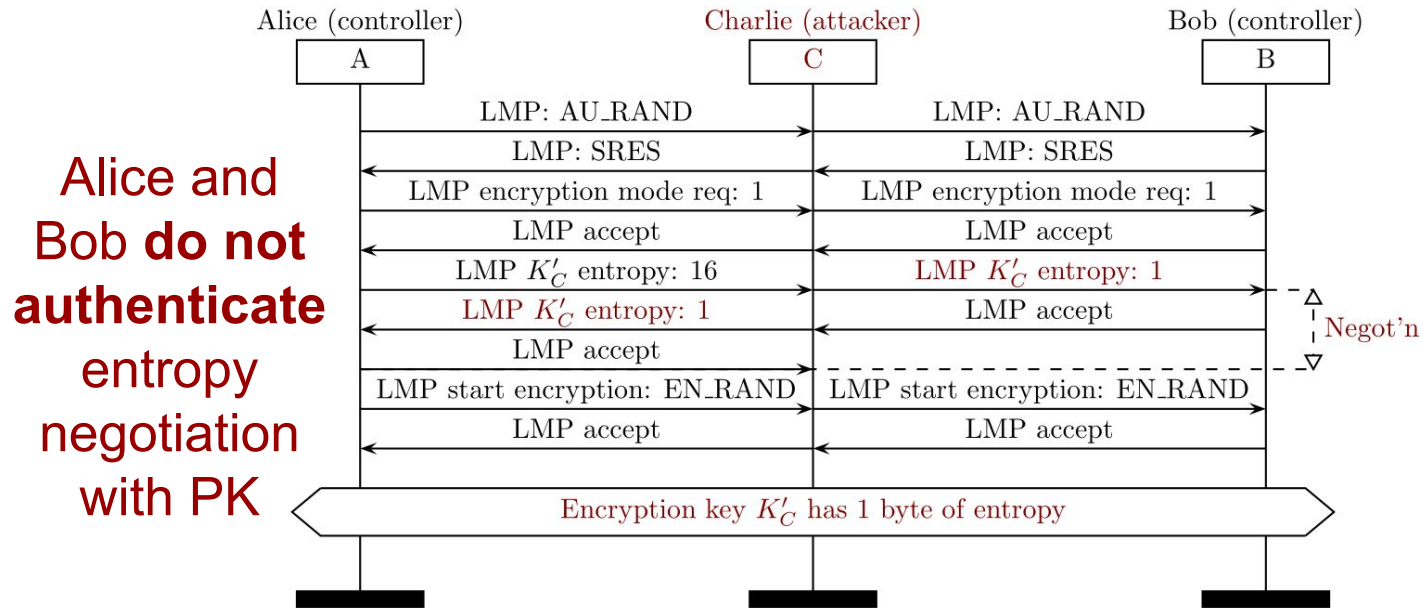 Alice (controller)
Charlie (attacker)
Bob (controller)
A
C
B
LMP: AU_RAND
LMP: AU_RAND
LMP: SRES
LMP: SRES
LMP encryption mode req: 1
LMP encryption mode req: 1
LMP accept
LMP accept
LMP K′C entropy: 16
LMP K′C entropy: 1
LMP K′C entropy: 1
LMP accept
Negot'n
LMP accept
LMP start encryption: EN_RAND
LMP start encryption: EN_RAND
LMP accept
LMP accept
Encryption key K′C has 1 byte of entropy
Alice and
Bob do not
authenticate
entropy
negotiation
with PK